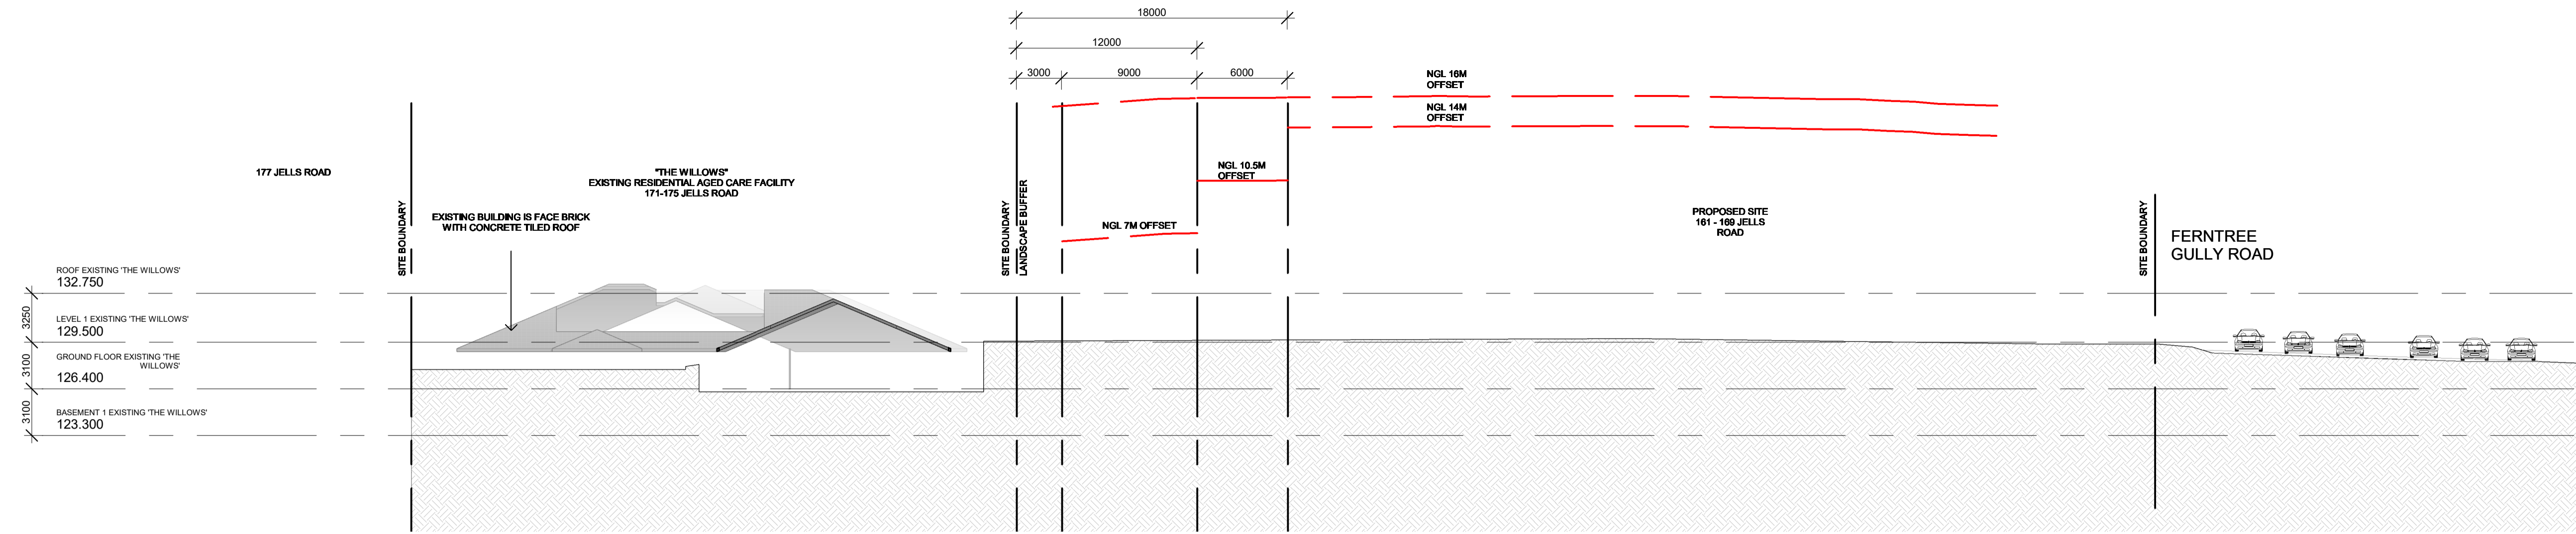 18000
12000
3000
9000
6000
NGL 16M
OFFSET
NGL 14M
OFFSET
NGL 10.5M
OFFSET
NGL 7M OFFSET
177 JELLS ROAD
"THE WILLOWS"
EXISTING RESIDENTIAL AGED CARE FACILITY
171-175 JELLS ROAD
EXISTING BUILDING IS FACE BRICK
WITH CONCRETE TILED ROOF
SITE BOUNDARY
SITE BOUNDARY
LANDSCAPE BUFFER
PROPOSED SITE
161 - 169 JELLS
ROAD
SITE BOUNDARY
FERNTREE
GULLY ROAD
ROOF EXISTING 'THE WILLOWS'
132.750
3250
LEVEL 1 EXISTING 'THE WILLOWS'
129.500
3100
GROUND FLOOR EXISTING 'THE
WILLOWS'
126.400
3100
BASEMENT 1 EXISTING 'THE WILLOWS'
123.300